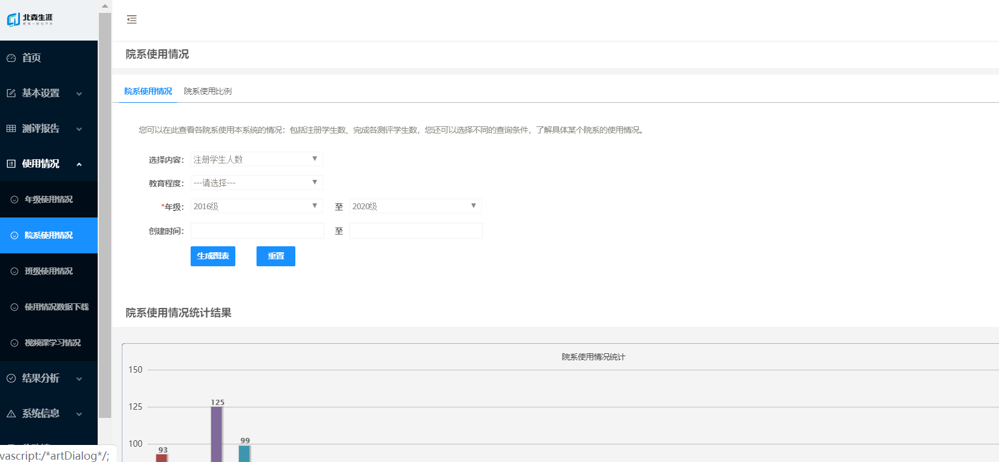 北森生涯
首页
基本设置
测评报告
使用情况
年级使用情况
院系使用情况
班级使用情况
使用情况数据下载
视频课学习情况
结果分析
系统信息
vascript:/*artDialog*/;
院系使用情况
院系使用情况 院系使用比例
您可以在此查看各院系使用本系统的情况：包括注册学生数、完成各测评学生数，您还可以选择不同的查询条件，了解具体某个院系的使用情况。
选择内容： 注册学生人数
教育程度： ---请选择---
*年级： 2016级 至 2020级
创建时间： 至
生成图表 重置
院系使用情况统计结果
院系使用情况统计
150
125
125
99
100
93